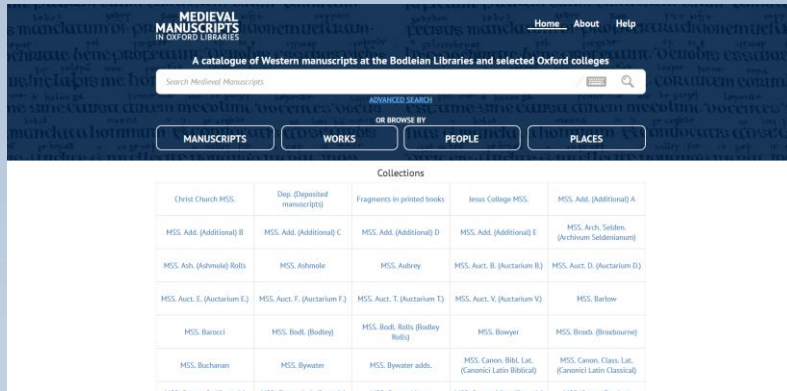 MEDIEVAL
MANUSCRIPTS
IN OXFORD LIBRARIES
Home About Help
A catalogue of Western manuscripts at the Bodleian Libraries and selected Oxford colleges
Search Medieval Manuscripts
ADVANCED SEARCH
OR BROWSE BY
MANUSCRIPTS WORKS PEOPLE PLACES
Collections
Christ Church MSS. Dep. (Deposited manuscripts) Fragments in printed books Jesus College MSS. MSS. Add. (Additional) A
MSS. Add. (Additional) B MSS. Add. (Additional) C MSS. Add. (Additional) D MSS. Add. (Additional) E MSS. Arch. Selden. (Archivum Seldenianum)
MSS. Ash. (Ashmole) Rolls MSS. Ashmole MSS. Aubrey MSS. Auct. B. (Auctarium B.) MSS. Auct. D. (Auctarium D.)
MSS. Auct. E. (Auctarium E.) MSS. Auct. F. (Auctarium F.) MSS. Auct. T. (Auctarium T.) MSS. Auct. V. (Auctarium V.) MSS. Barlow
MSS. Barocci MSS. Bodl. (Bodley) MSS. Bodl. Rolls (Bodley Rolls) MSS. Bowyer MSS. Broxb. (Broxbourne)
MSS. Buchanan MSS. Bywater MSS. Bywater adds. MSS. Canon. Bibl. Lat. (Canonici Latin Biblical) MSS. Canon. Class. Lat. (Canonici Latin Classical)